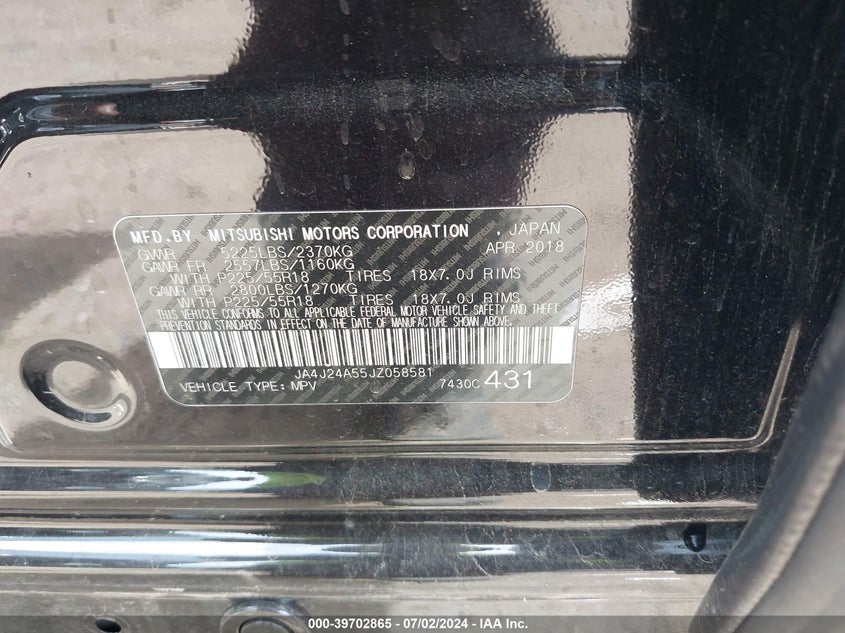 MFD.BY MITSUBISHI MOTORS CORPORATION , JAPAN
GVWR 5225LBS/2370KG APR 2018
GAWR FR 2557LBS/1160KG
WITH P225/55R18 TIRES 18X7.0J RIMS
GAWR RR 2800LBS/1270KG
WITH P225/55R18 TIRES 18X7.0J RIMS
THIS VEHICLE CONFORMS TO ALL APPLICABLE FEDERAL MOTOR VEHICLE SAFETY AND THEFT
PREVENTION STANDARDS IN EFFECT ON THE DATE OF MANUFACTURE SHOWN ABOVE.
JA4J24A55JZ058581
VEHICLE TYPE: MPV 7430C 431
000-39702865 - 07/02/2024 - IAA Inc.